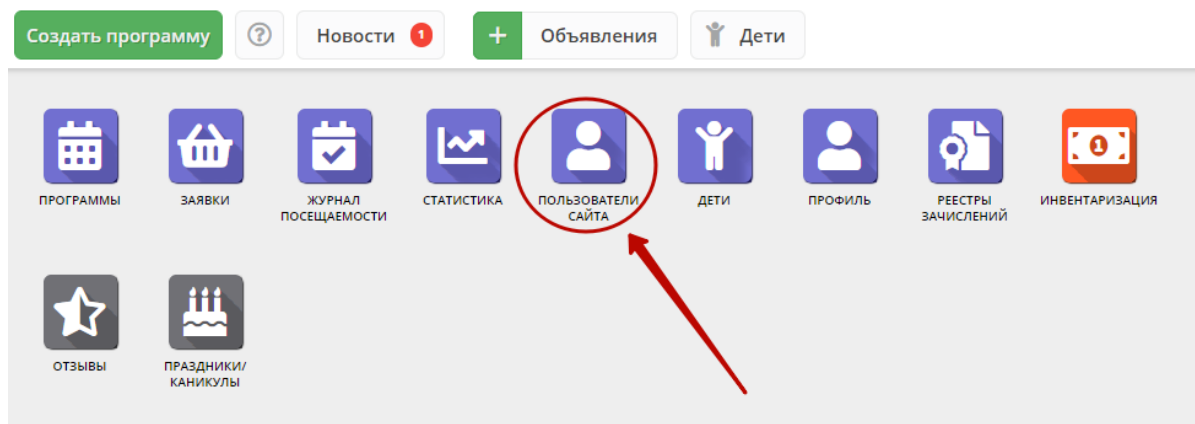 Создать программу
?
Новости 1
+ Объявления
Дети
ПРОГРАММЫ
ЗАЯВКИ
ЖУРНАЛ
ПОСЕЩАЕМОСТИ
СТАТИСТИКА
ПОЛЬЗОВАТЕЛИ
САЙТА
ДЕТИ
ПРОФИЛЬ
РЕЕСТРЫ
ЗАЧИСЛЕНИЙ
1
ИНВЕНТАРИЗАЦИЯ
ОТЗЫВЫ
ПРАЗДНИКИ/
КАНИКУЛЫ